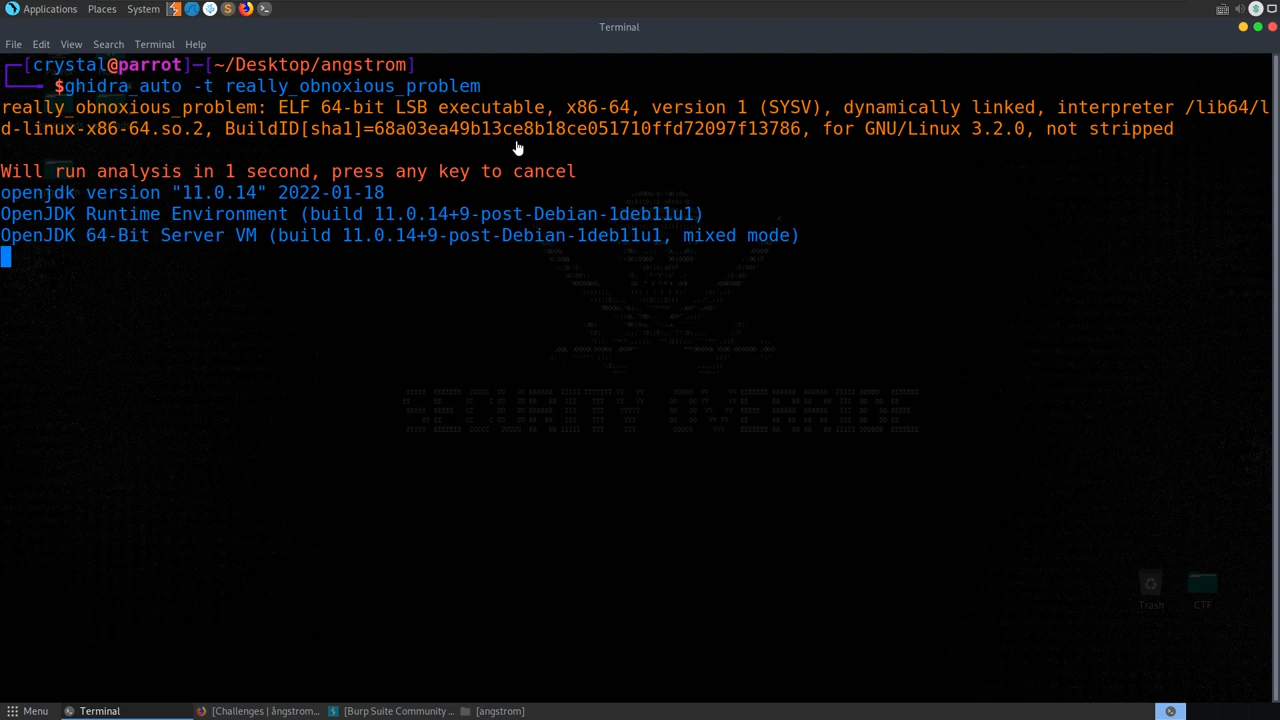 Applications Places System
Terminal
File Edit View Search Terminal Help
┌─[crystal@parrot]─[~/Desktop/angstrom]
└──╼ $ghidra_auto -t really_obnoxious_problem
really_obnoxious_problem: ELF 64-bit LSB executable, x86-64, version 1 (SYSV), dynamically linked, interpreter /lib64/l
d-linux-x86-64.so.2, BuildID[sha1]=68a03ea49b13ce8b18ce051710ffd72097f13786, for GNU/Linux 3.2.0, not stripped
Will run analysis in 1 second, press any key to cancel
openjdk version "11.0.14" 2022-01-18
OpenJDK Runtime Environment (build 11.0.14+9-post-Debian-1deb11u1)
OpenJDK 64-Bit Server VM (build 11.0.14+9-post-Debian-1deb11u1, mixed mode)
Trash CTF
Menu Terminal [Challenges | ångstrom... [Burp Suite Community ... [angstrom]